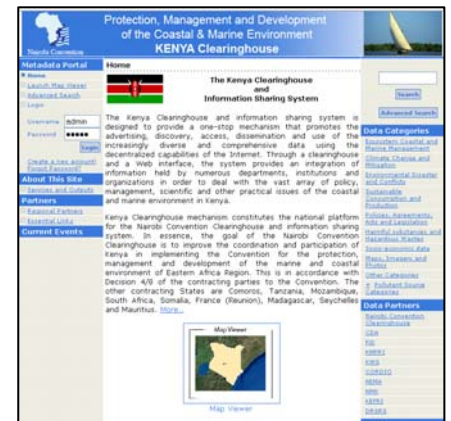 Protection, Management and Development
of the Coastal & Marine Environment
KENYA Clearinghouse
Nairobi Convention
Metadata Portal
Home
Launch Map Viewer
Advanced Search
Login
Username admin
Password
Login
Create a new account!
Forgot Password?
About This Site
Services and Outputs
Partners
Regional Partners
Essential Links
Current Events
Home
The Kenya Clearinghouse
and
Information Sharing System
The Kenya Clearinghouse and information sharing system is
designed to provide a one-stop mechanism that promotes the
advertising, discovery, access, dissemination and use of the
increasingly diverse and comprehensive data using the
decentralized capabilities of the Internet. Through a clearinghouse
and a Web interface, the system provides an integration of
information held by numerous departments, institutions and
organizations in order to deal with the vast array of policy,
management, scientific and other practical issues of the coastal
and marine environment in Kenya.
Kenya Clearinghouse mechanism constitutes the national platform
for the Nairobi Convention Clearinghouse and information sharing
system. In essence, the goal of the Nairobi Convention
Clearinghouse is to improve the coordination and participation of
Kenya in implementing the Convention for the protection,
management and development of the marine and coastal
environment of Eastern Africa Region. This is in accordance with
Decision 4/8 of the contracting parties to the Convention. The
other contracting States are Comoros, Tanzania, Mozambique,
South Africa, Somalia, France (Reunion), Madagascar, Seychelles
and Mauritius. More..
Map Viewer
Map Viewer
Search
Advanced Search
Data Categories
Ecosystem Coastal and
Marine Management
Climate Change and
Mitigation
Environmental Disaster
and Conflicts
Sustainable
Consumption and
Production
Policies, Agreements,
Acts and Legislation
Harmful substances and
Hazardous Wastes
Socio economic data
Maps, Imagery and
Photos
Other Categories
Pollutant Source
Categories
Data Partners
Nairobi Convention
Clearinghouse
CDA
KMFRI
KWS
CORDIO
NEMA
KEFRI
DRSRS